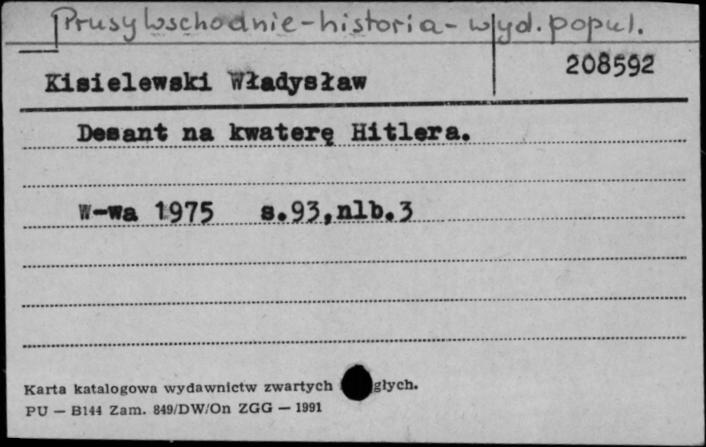 Prusy Wschodnie - historia - wyd. popul.
Kisielewski Władysław
208592
Desant na kwaterę Hitlera.
W-wa 1975 s.93,nlb.3
Karta katalogowa wydawnictw zwartych głych.
PU — B144 Zam. 849/DW/On ZGG — 1991